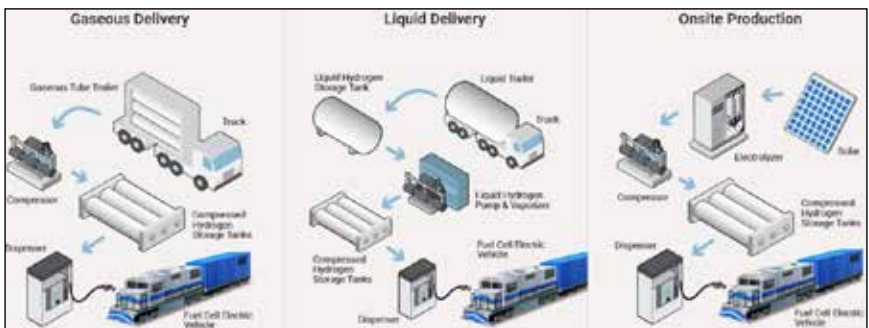 Gaseous Delivery
Gaseous Tube Trailer
Truck
Compressor
Compressed
Hydrogen
Storage Tanks
Dispenser
Fuel Cell Electric
Vehicle
Liquid Delivery
Liquid Hydrogen
Storage Tank
Liquid Trailer
Truck
Liquid Hydrogen
Pump & Vaporizer
Compressed
Hydrogen
Storage Tanks
Fuel Cell Electric
Vehicle
Dispenser
Onsite Production
Electrolizer
Solar
Compressor
Compressed
Hydrogen
Storage Tanks
Dispenser
Fuel Cell Electric
Vehicle